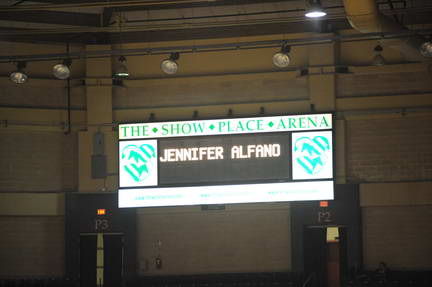 THE ◆ SHOW ◆ PLACE ◆ ARENA
JENNIFER ALFANO
P3
P2